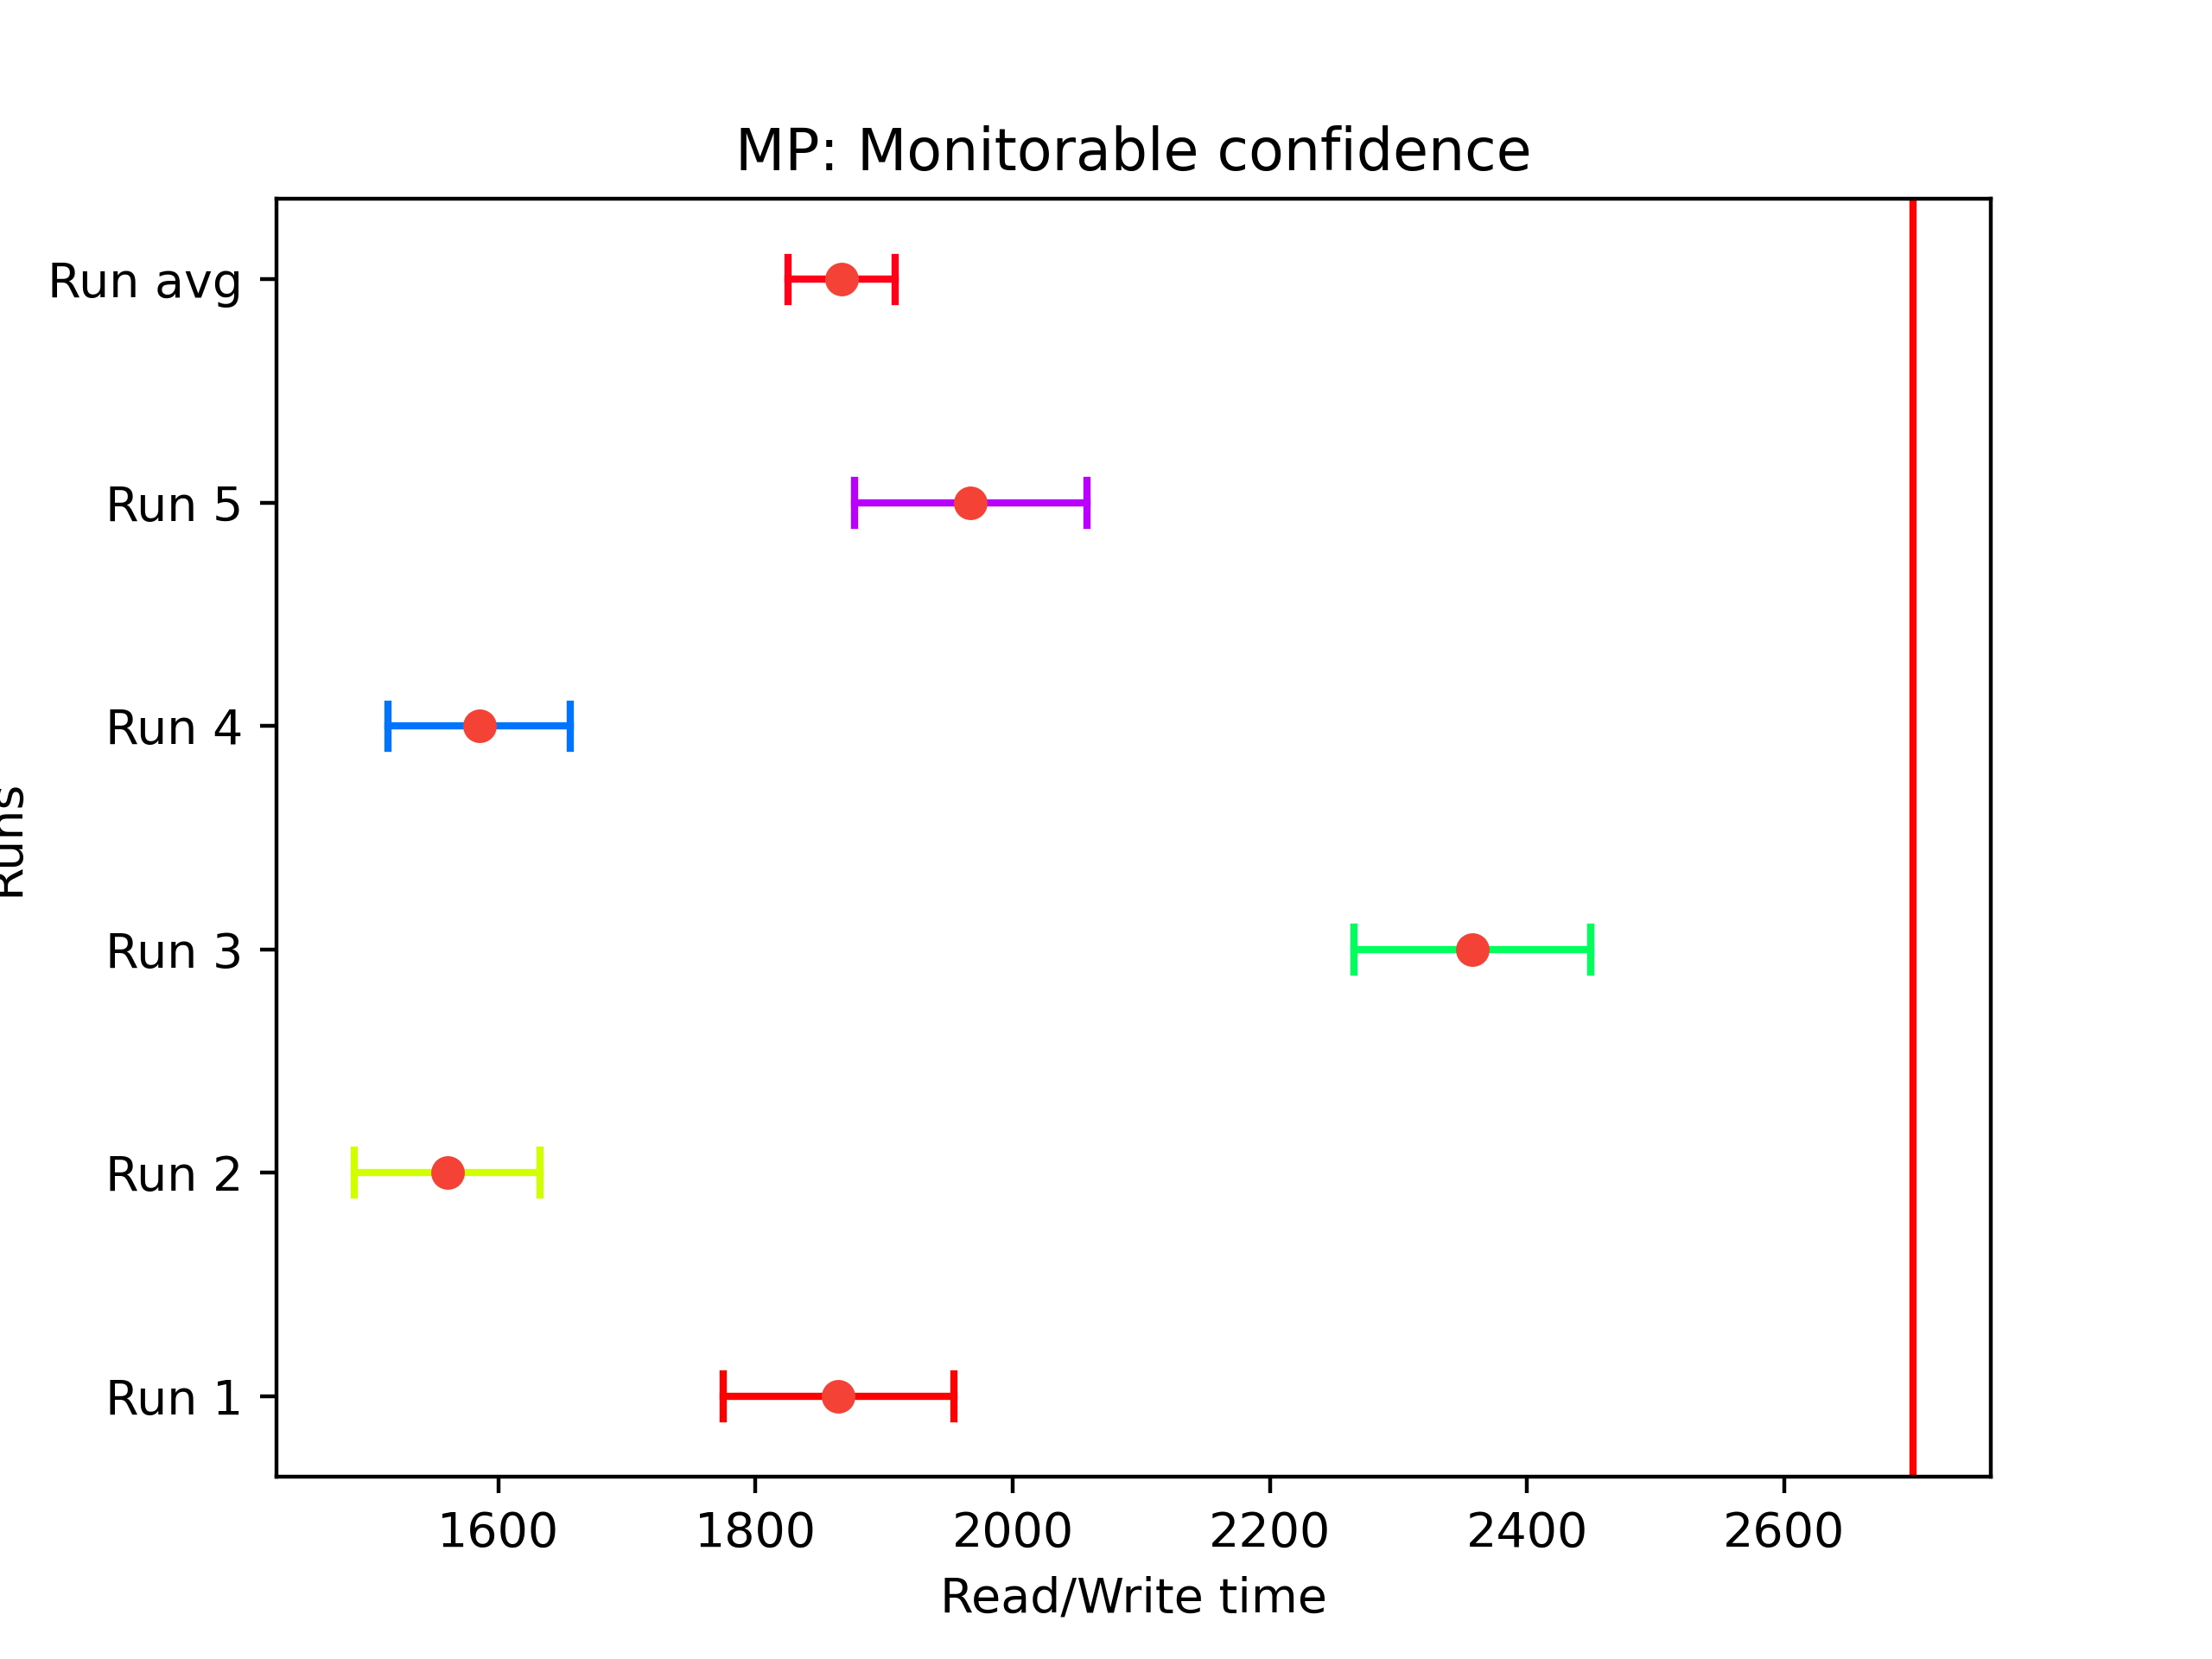 MP: Monitorable confidence
Run avg
Run 5
Run 4
Run 3
Run 2
Run 1
Runs
1600 1800 2000 2200 2400 2600
Read/Write time